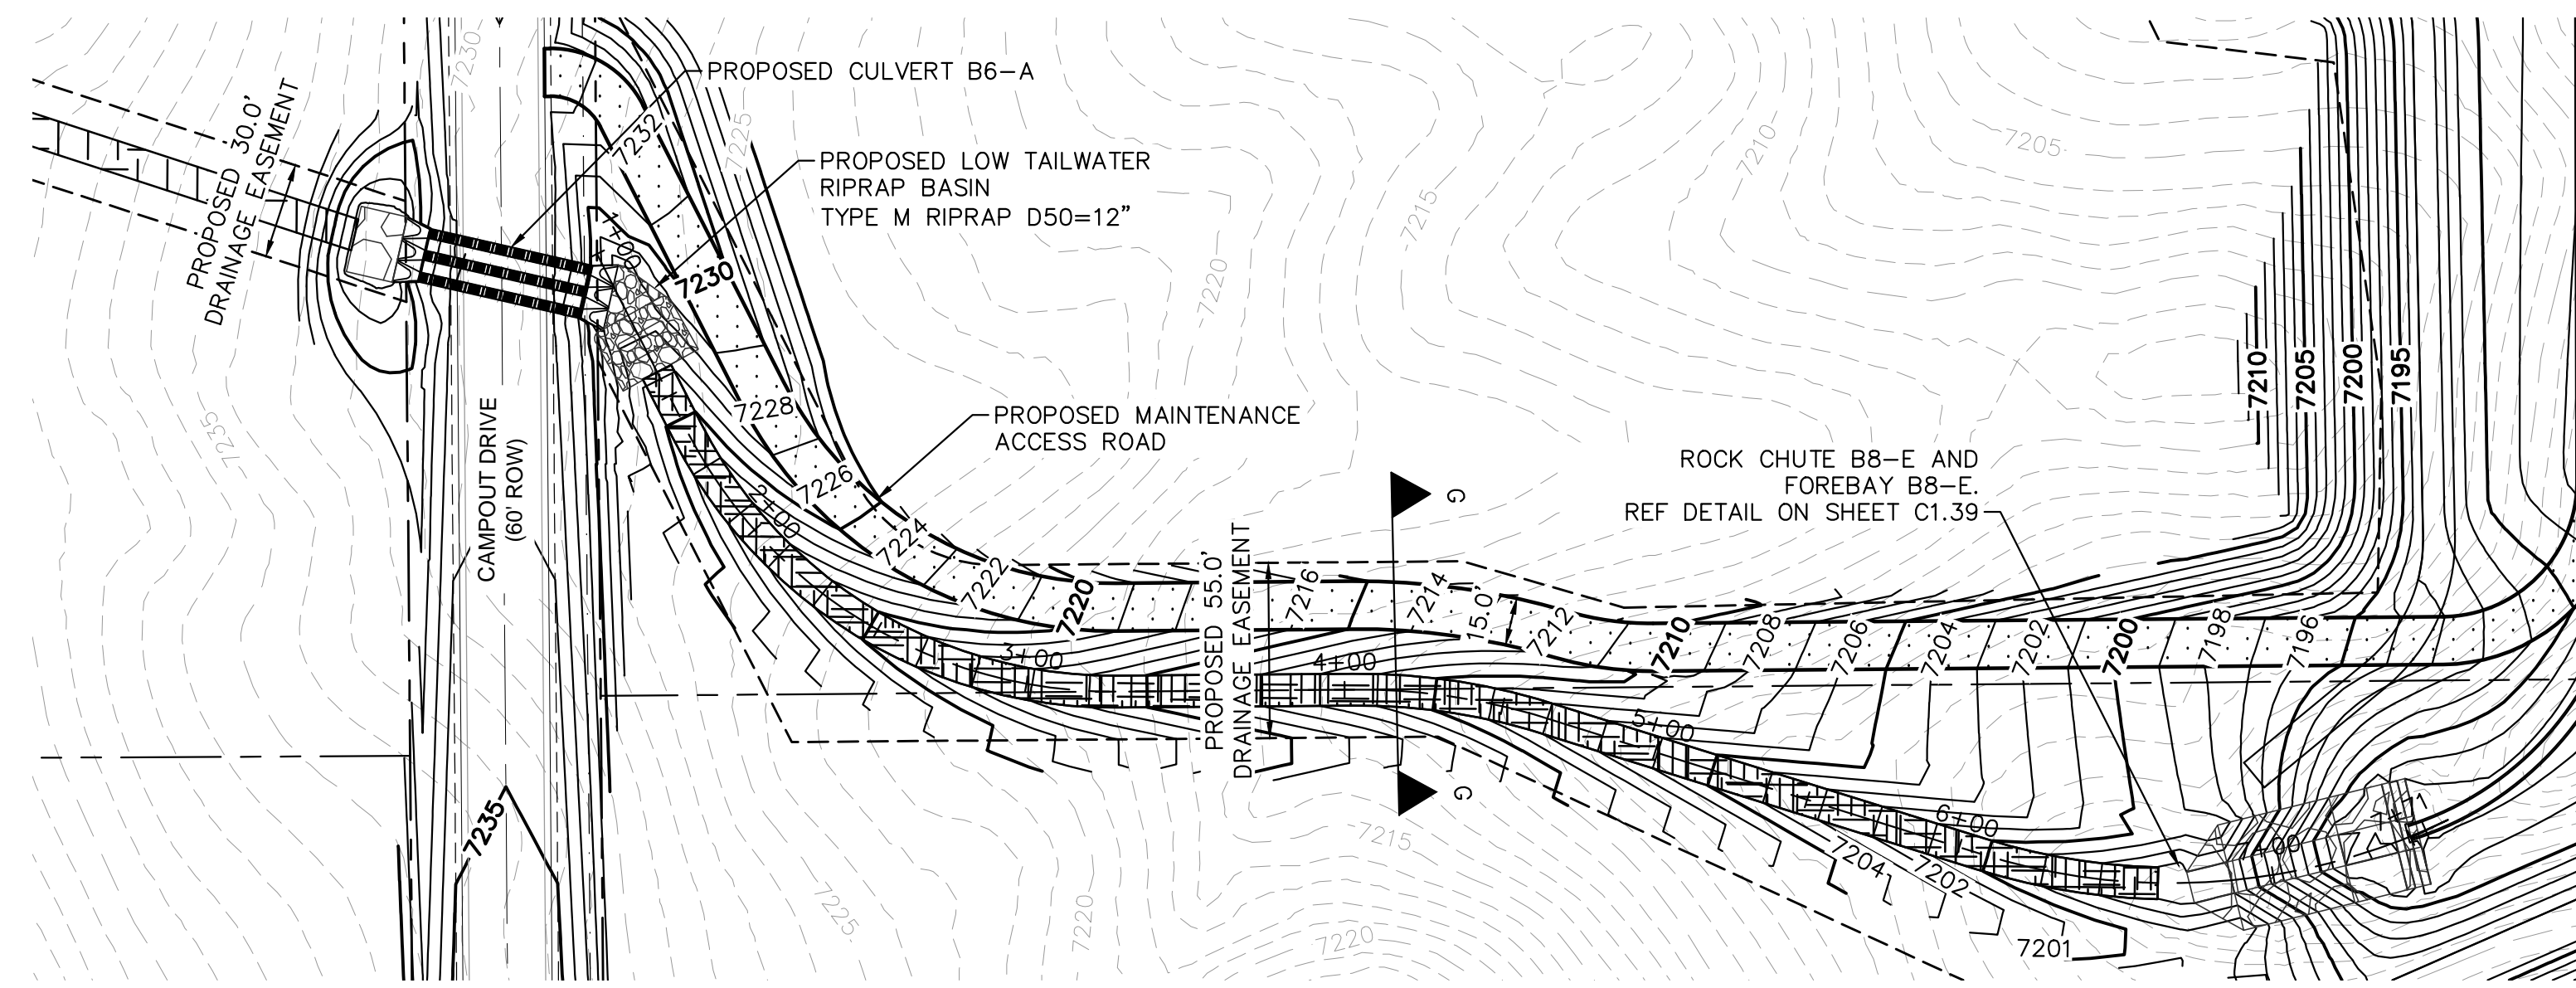 PROPOSED CULVERT B6-A
PROPOSED LOW TAILWATER
RIPRAP BASIN
TYPE M RIPRAP D50=12”
PROPOSED 30.0'
DRAINAGE EASEMENT
CAMPOUT DRIVE
(60' ROW)
PROPOSED MAINTENANCE
ACCESS ROAD
ROCK CHUTE B8-E AND
FOREBAY B8-E.
REF DETAIL ON SHEET C1.39
PROPOSED 55.0'
DRAINAGE EASEMENT
15.0'
G
G
1+00
2+00
3+00
4+00
5+00
6+00
7230
7225
7235
7220
7215
7210
7205
7225
7220
7215
7220
7232
7230
7228
7226
7224
7222
7220
7216
7214
7212
7210
7208
7206
7204
7202
7200
7198
7196
7210
7205
7200
7195
7235
7204
7202
7201